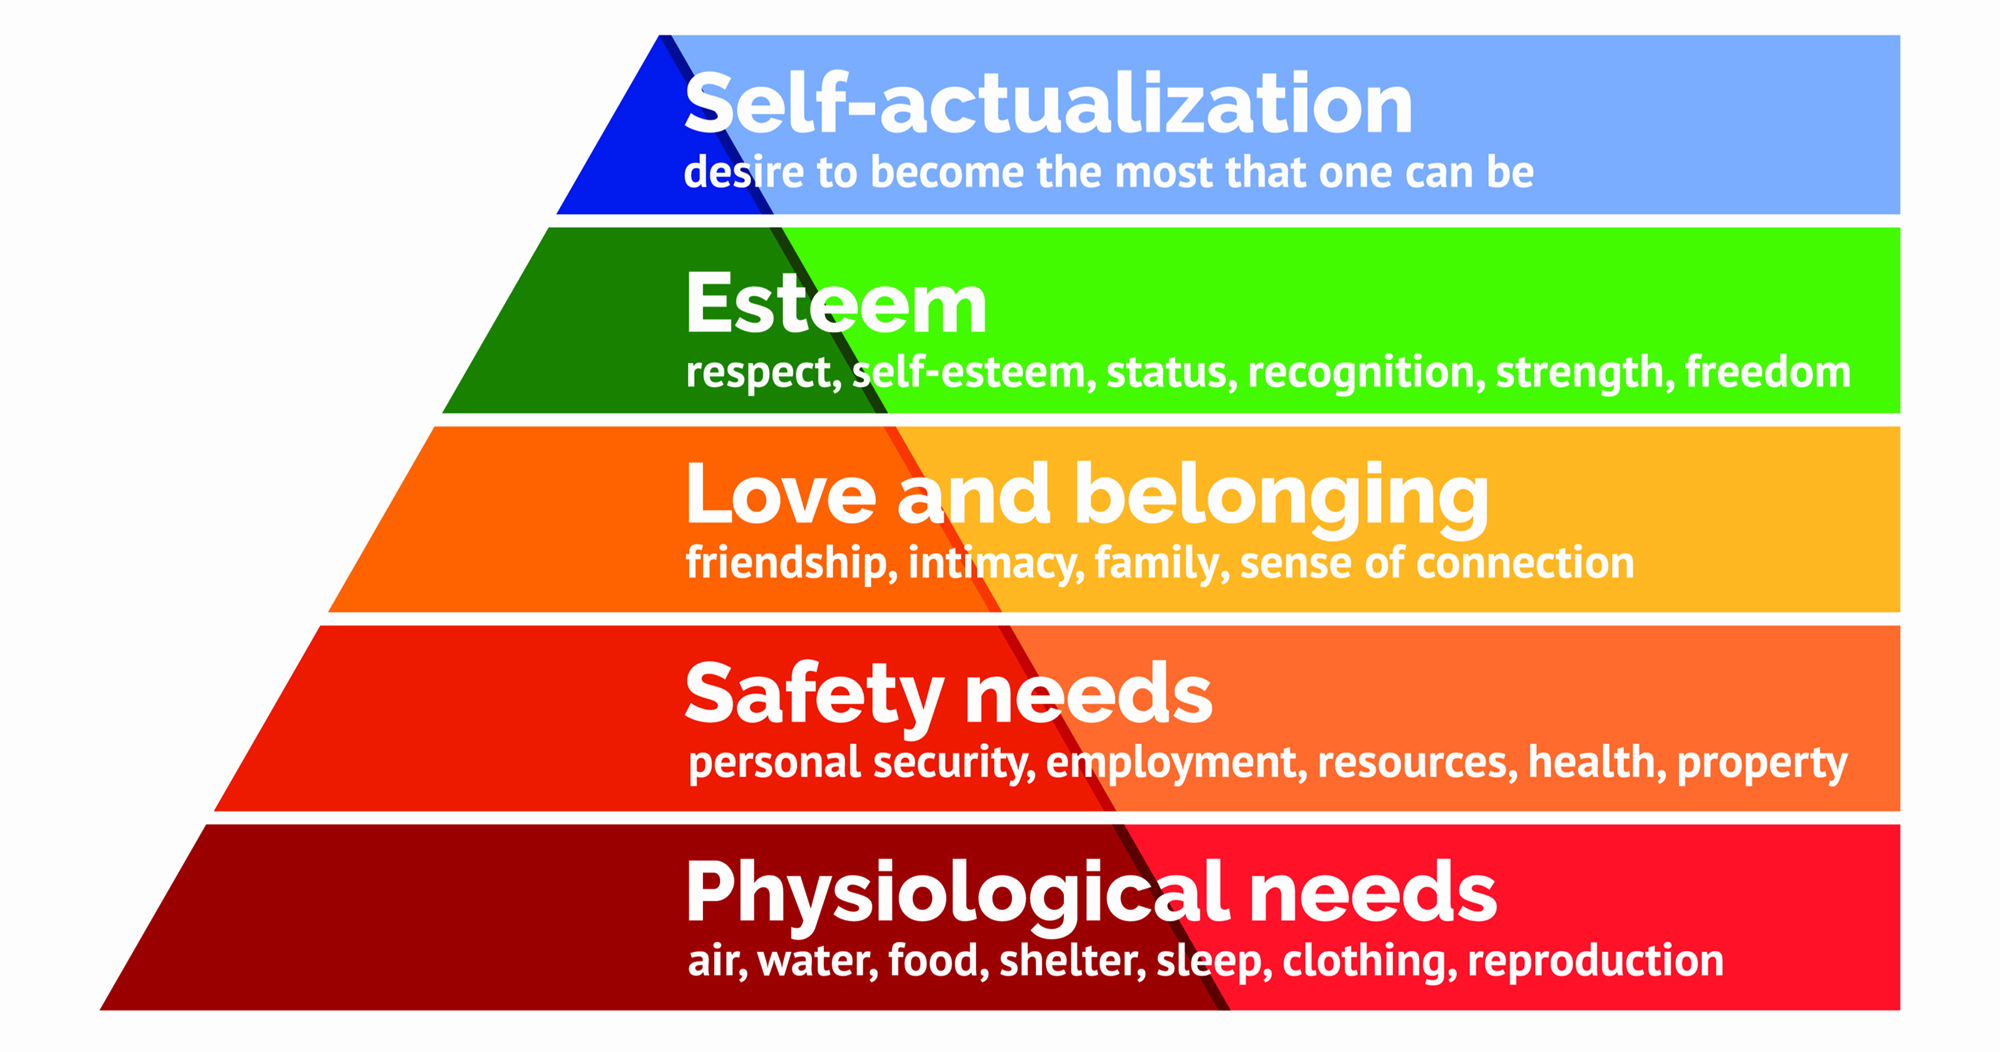 Self-actualization
desire to become the most that one can be
Esteem
respect, self-esteem, status, recognition, strength, freedom
Love and belonging
friendship, intimacy, family, sense of connection
Safety needs
personal security, employment, resources, health, property
Physiological needs
air, water, food, shelter, sleep, clothing, reproduction